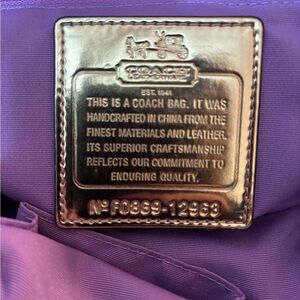 COACH
EST. 1941
THIS IS A COACH BAG. IT WAS
HANDCRAFTED IN CHINA FROM THE
FINEST MATERIALS AND LEATHER.
ITS SUPERIOR CRAFTSMANSHIP
REFLECTS OUR COMMITMENT TO
ENDURING QUALITY.
Nº F0869-12963